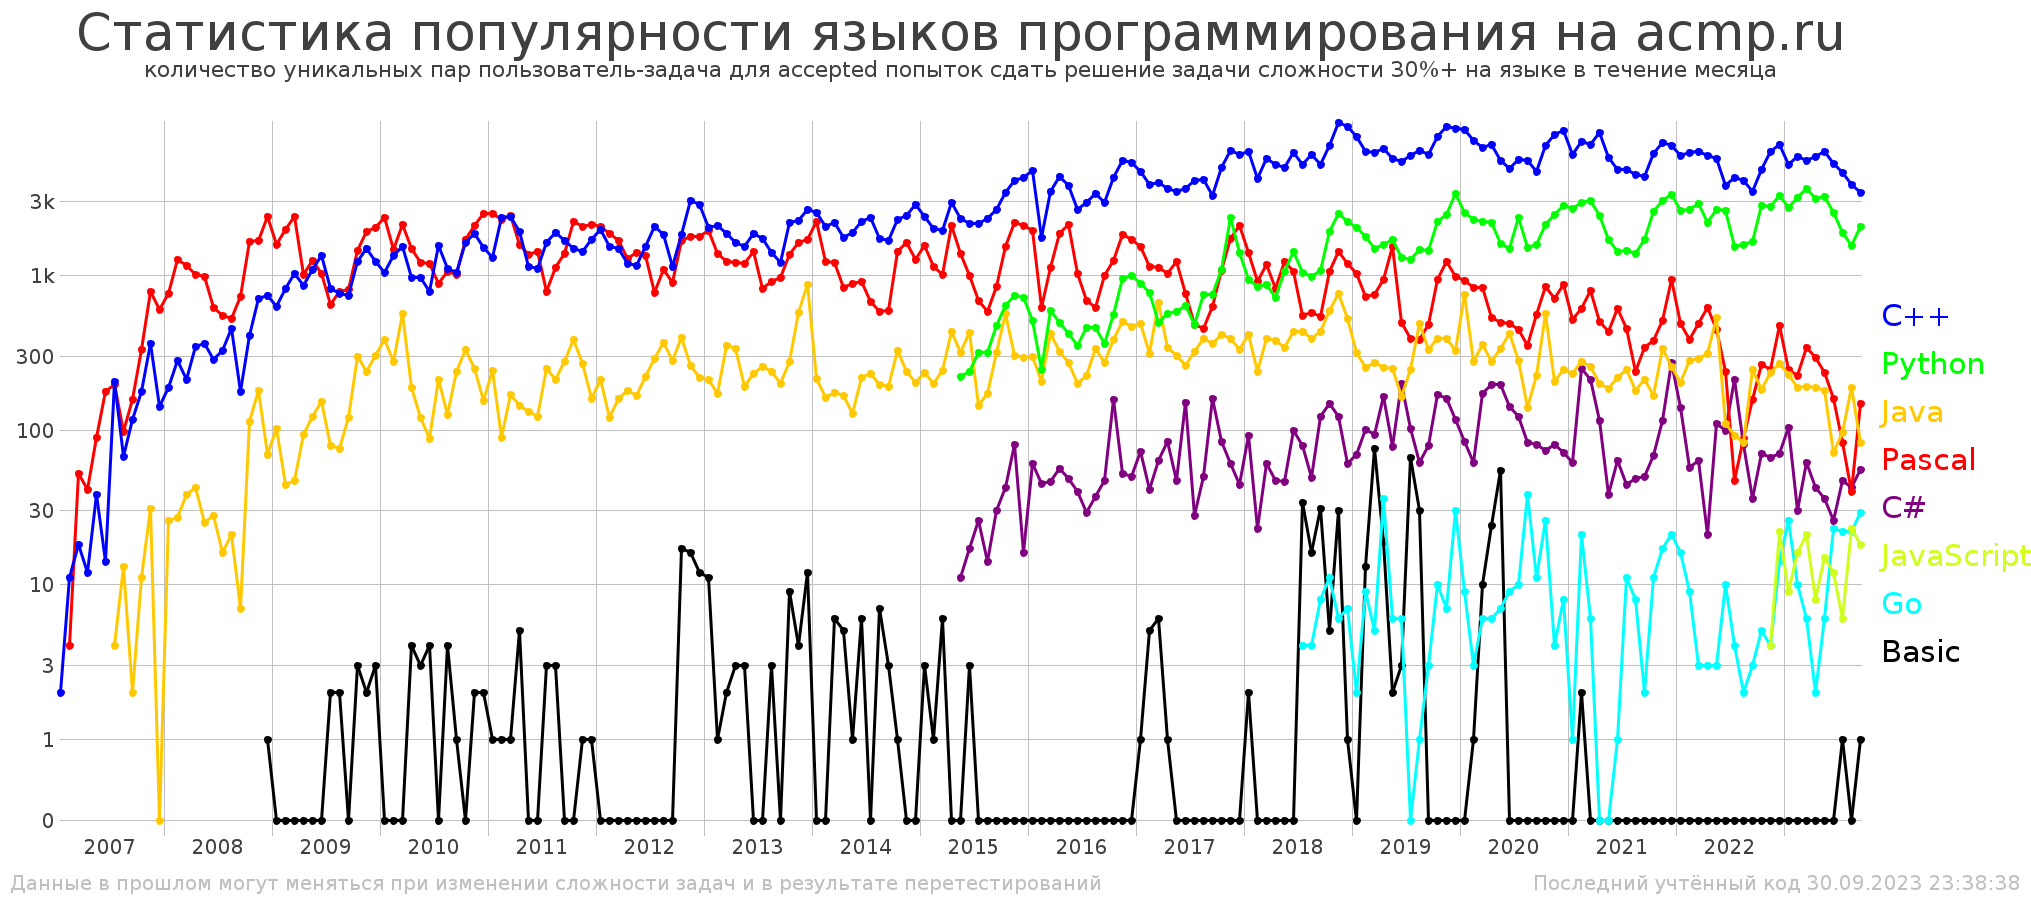 Статистика популярности языков программирования на acmp.ru
количество уникальных пар пользователь-задача для accepted попыток сдать решение задачи сложности 30%+ на языке в течение месяца
3k
1k
300
100
30
10
3
1
0
C++
Python
Java
Pascal
C#
JavaScript
Go
Basic
2007 2008 2009 2010 2011 2012 2013 2014 2015 2016 2017 2018 2019 2020 2021 2022
Данные в прошлом могут меняться при изменении сложности задач и в результате перетестирований
Последний учтённый код 30.09.2023 23:38:38